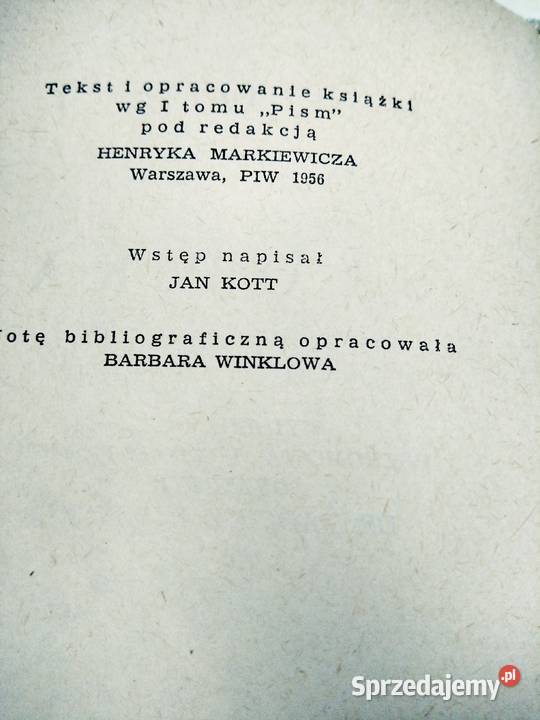 Tekst i opracowanie książki
wg I tomu „Pism”
pod redakcją
HENRYKA MARKIEWICZA
Warszawa, PIW 1956
Wstęp napisał
JAN KOTT
otę bibliograficzną opracowała
BARBARA WINKLOWA
Sprzedajemy.pl